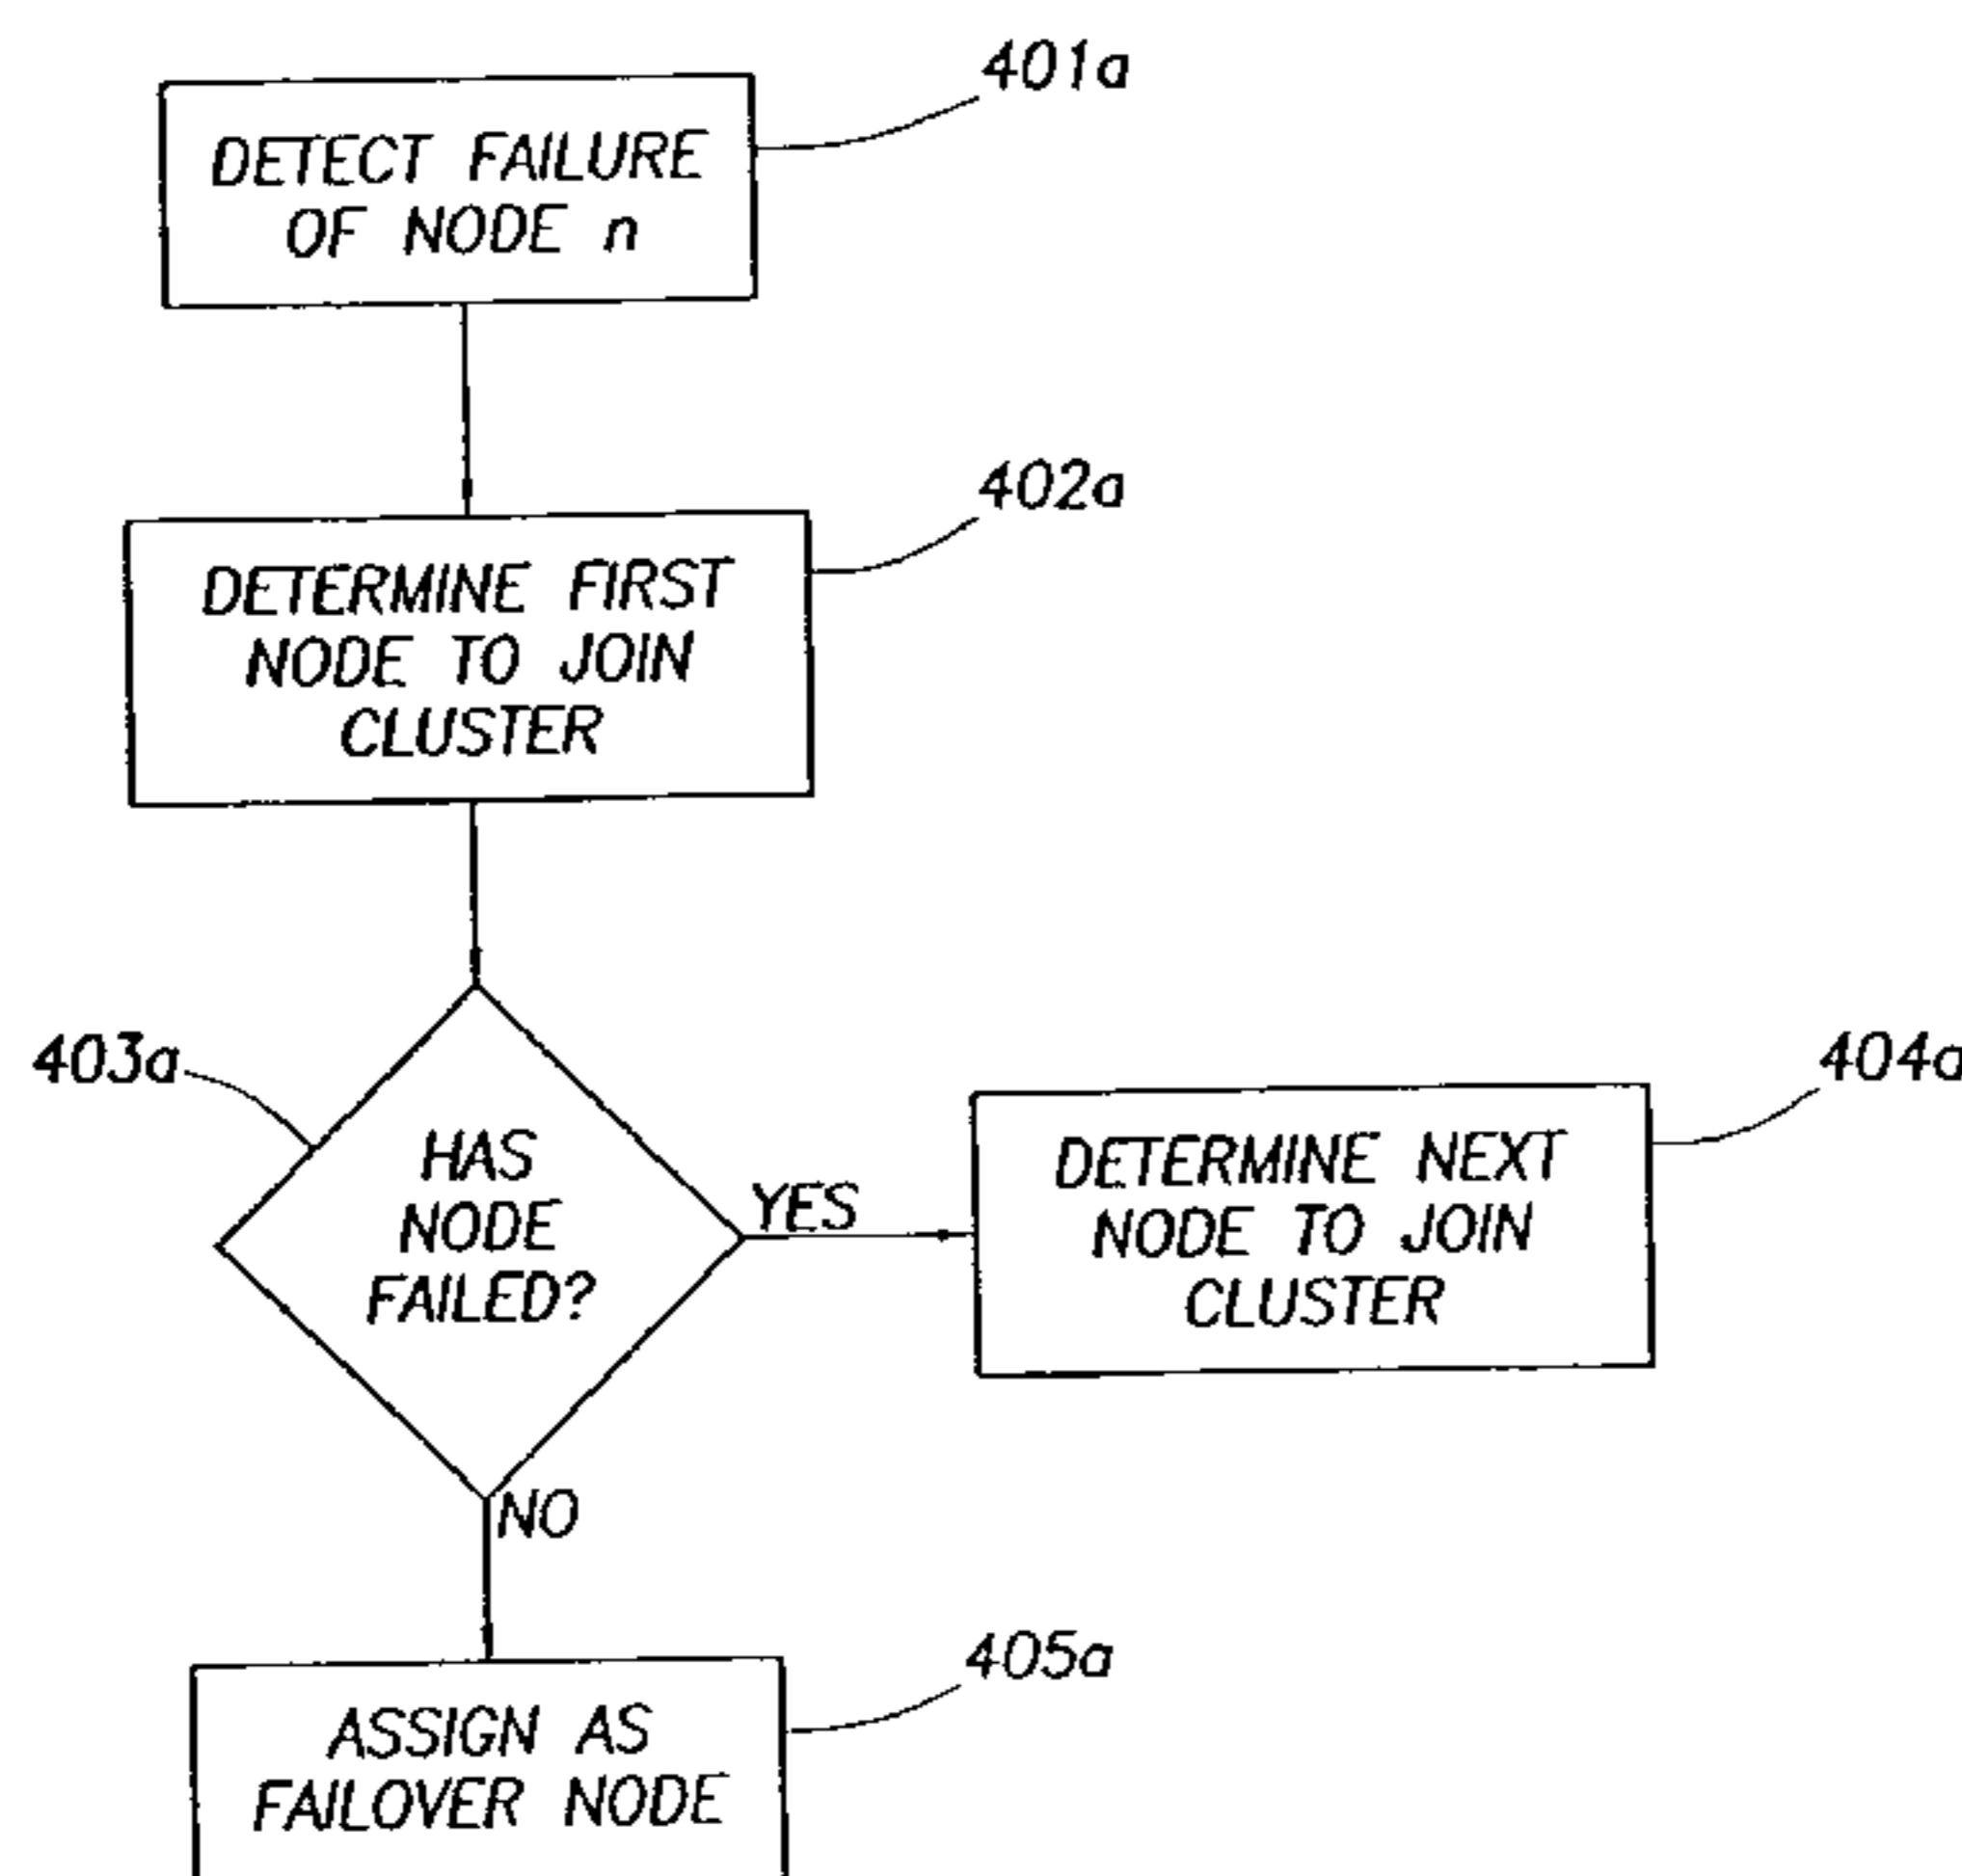 401a
DETECT FAILURE
OF NODE n
402a
DETERMINE FIRST
NODE TO JOIN
CLUSTER
403a
HAS
NODE
FAILED?
YES
404a
DETERMINE NEXT
NODE TO JOIN
CLUSTER
NO
405a
ASSIGN AS
FAILOVER NODE